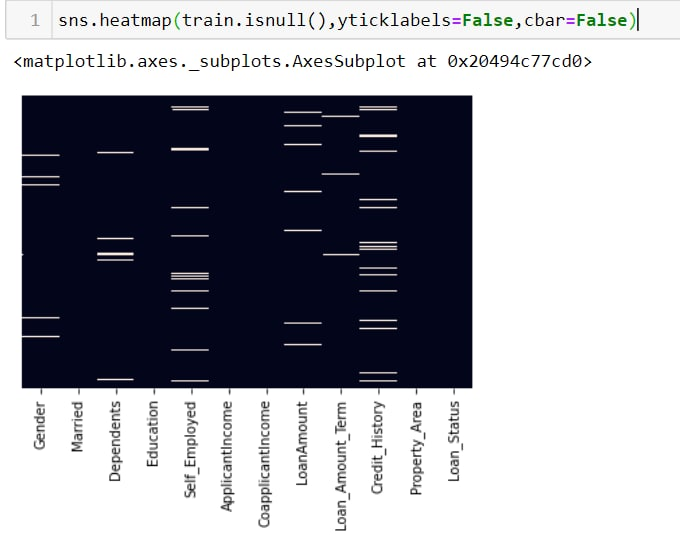 1 sns.heatmap(train.isnull(),yticklabels=False,cbar=False)
<matplotlib.axes._subplots.AxesSubplot at 0x20494c77cd0>
Gender
Married
Dependents
Education
Self_Employed
ApplicantIncome
CoapplicantIncome
LoanAmount
Loan_Amount_Term
Credit_History
Property_Area
Loan_Status